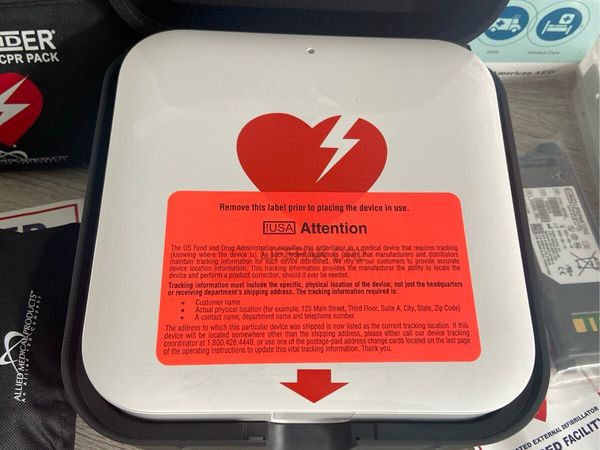 IDER®
CPR PACK
EMS
Medical Care
American AED
ALLIED MEDICAL PRODUCTS™
Remove this label prior to placing the device in use.
!USA Attention
The US Food and Drug Administration classifies this defibrillator as a medical device that requires tracking
(knowing where the device is). As such, federal regulations require that manufacturers and distributors
maintain tracking information for each device distributed. We rely on our customers to provide accurate
device location information. This tracking information provides the manufacturer the ability to locate the
device and perform a product correction, should it ever be needed.
Tracking information must include the specific, physical location of the device, not just the headquarters
or receiving department's shipping address. The tracking information required is:
• Customer name
• Actual physical location (for example, 123 Main Street, Third Floor, Suite A, City, State, Zip Code)
• A contact name, department name and telephone number
The address to which this particular device was shipped is now listed as the current tracking location. If this
device will be located somewhere other than the shipping address, please either call our device tracking
coordinator at 1.800.426.4448, or use one of the postage-paid address change cards located on the last page
of the operating instructions to update this vital tracking information. Thank you.
ATED EXTERNAL DEFIBRILLATOR
ED FACILITY